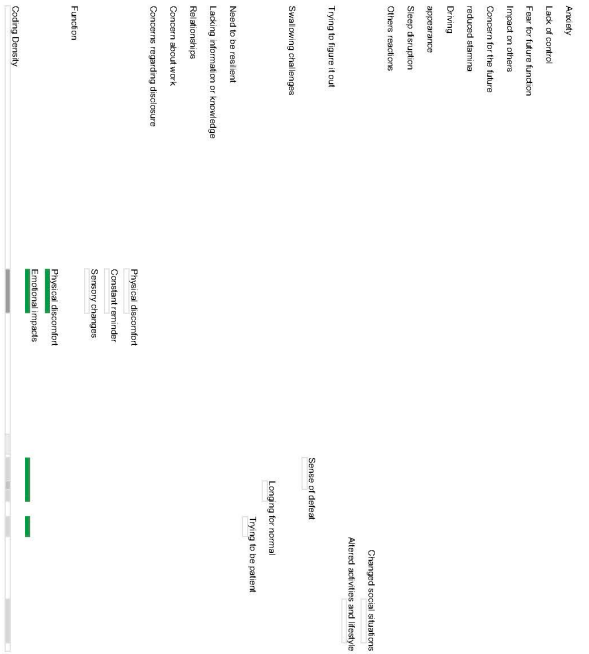 Coding Density
Emotional impacts
Physical discomfort
Function
Sensory changes
Constant reminder
Physical discomfort
Concerns regarding disclosure
Concern about work
Relationships
Lacking information or knowledge
Need to be resilient
Trying to be patient
Longing for normal
Swallowing challenges
Sense of defeat
Trying to figure it out
Altered activities and lifestyle
Changed social situations
Others reactions
Sleep disruption
appearance
Driving
reduced stamina
Concern for the future
Impact on others
Fear for future function
Lack of control
Anxiety